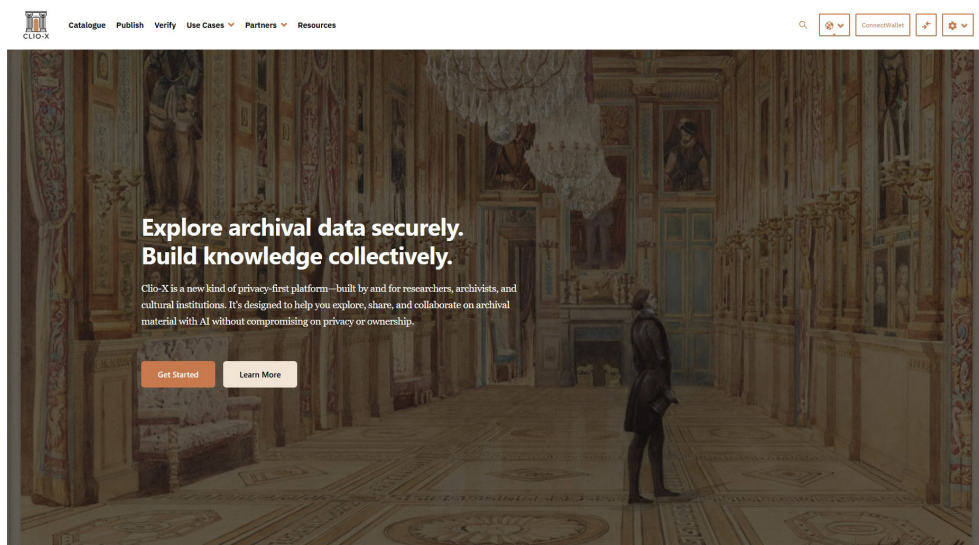 CLIO-X
Catalogue Publish Verify Use Cases Partners Resources
ConnectWallet
Explore archival data securely.
Build knowledge collectively.
Clio-X is a new kind of privacy-first platform—built by and for researchers, archivists, and
cultural institutions. It's designed to help you explore, share, and collaborate on archival
material with AI without compromising on privacy or ownership.
Get Started
Learn More